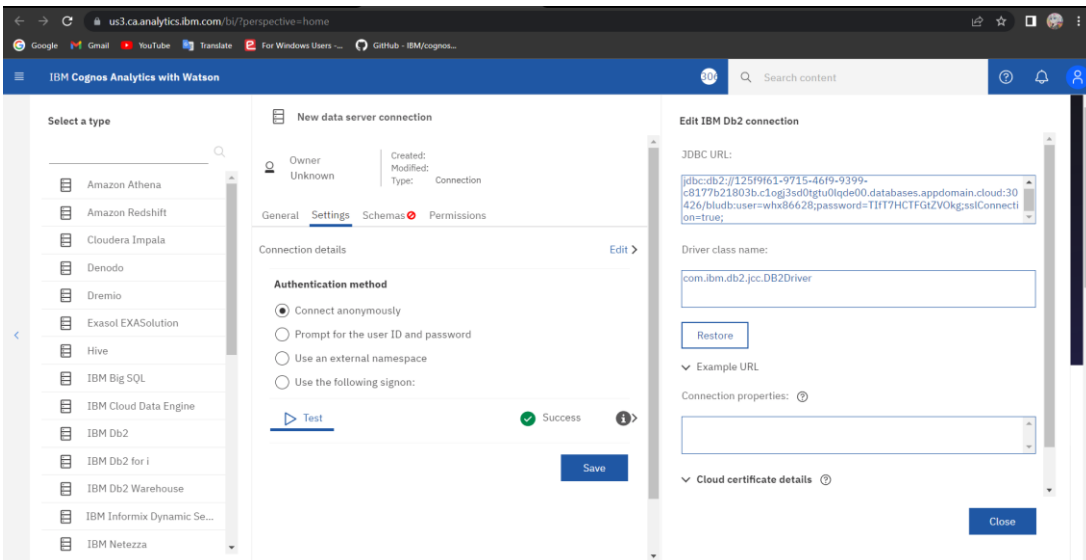 us3.ca.analytics.ibm.com/bi/?perspective=home
Google Gmail YouTube Translate For Windows Users -... GitHub - IBM/cognos...
IBM Cognos Analytics with Watson
Search content
Select a type
Amazon Athena
Amazon Redshift
Cloudera Impala
Denodo
Dremio
Exasol EXASolution
Hive
IBM Big SQL
IBM Cloud Data Engine
IBM Db2
IBM Db2 for i
IBM Db2 Warehouse
IBM Informix Dynamic Se...
IBM Netezza
New data server connection
Owner
Unknown
Created:
Modified:
Type: Connection
General Settings Schemas Permissions
Connection details Edit
Authentication method
Connect anonymously
Prompt for the user ID and password
Use an external namespace
Use the following signon:
Test Success
Save
Edit IBM Db2 connection
JDBC URL:
jdbc:db2://125f9f61-9715-46f9-9399-
c8177b21803b.c1ogj3sd0tgtu0lqde00.databases.appdomain.cloud:30
426/bludb:user=whx86628;password=TIfT7HCTFGtZVOkg;sslConnecti
on=true;
Driver class name:
com.ibm.db2.jcc.DB2Driver
Restore
Example URL
Connection properties:
Cloud certificate details
Close